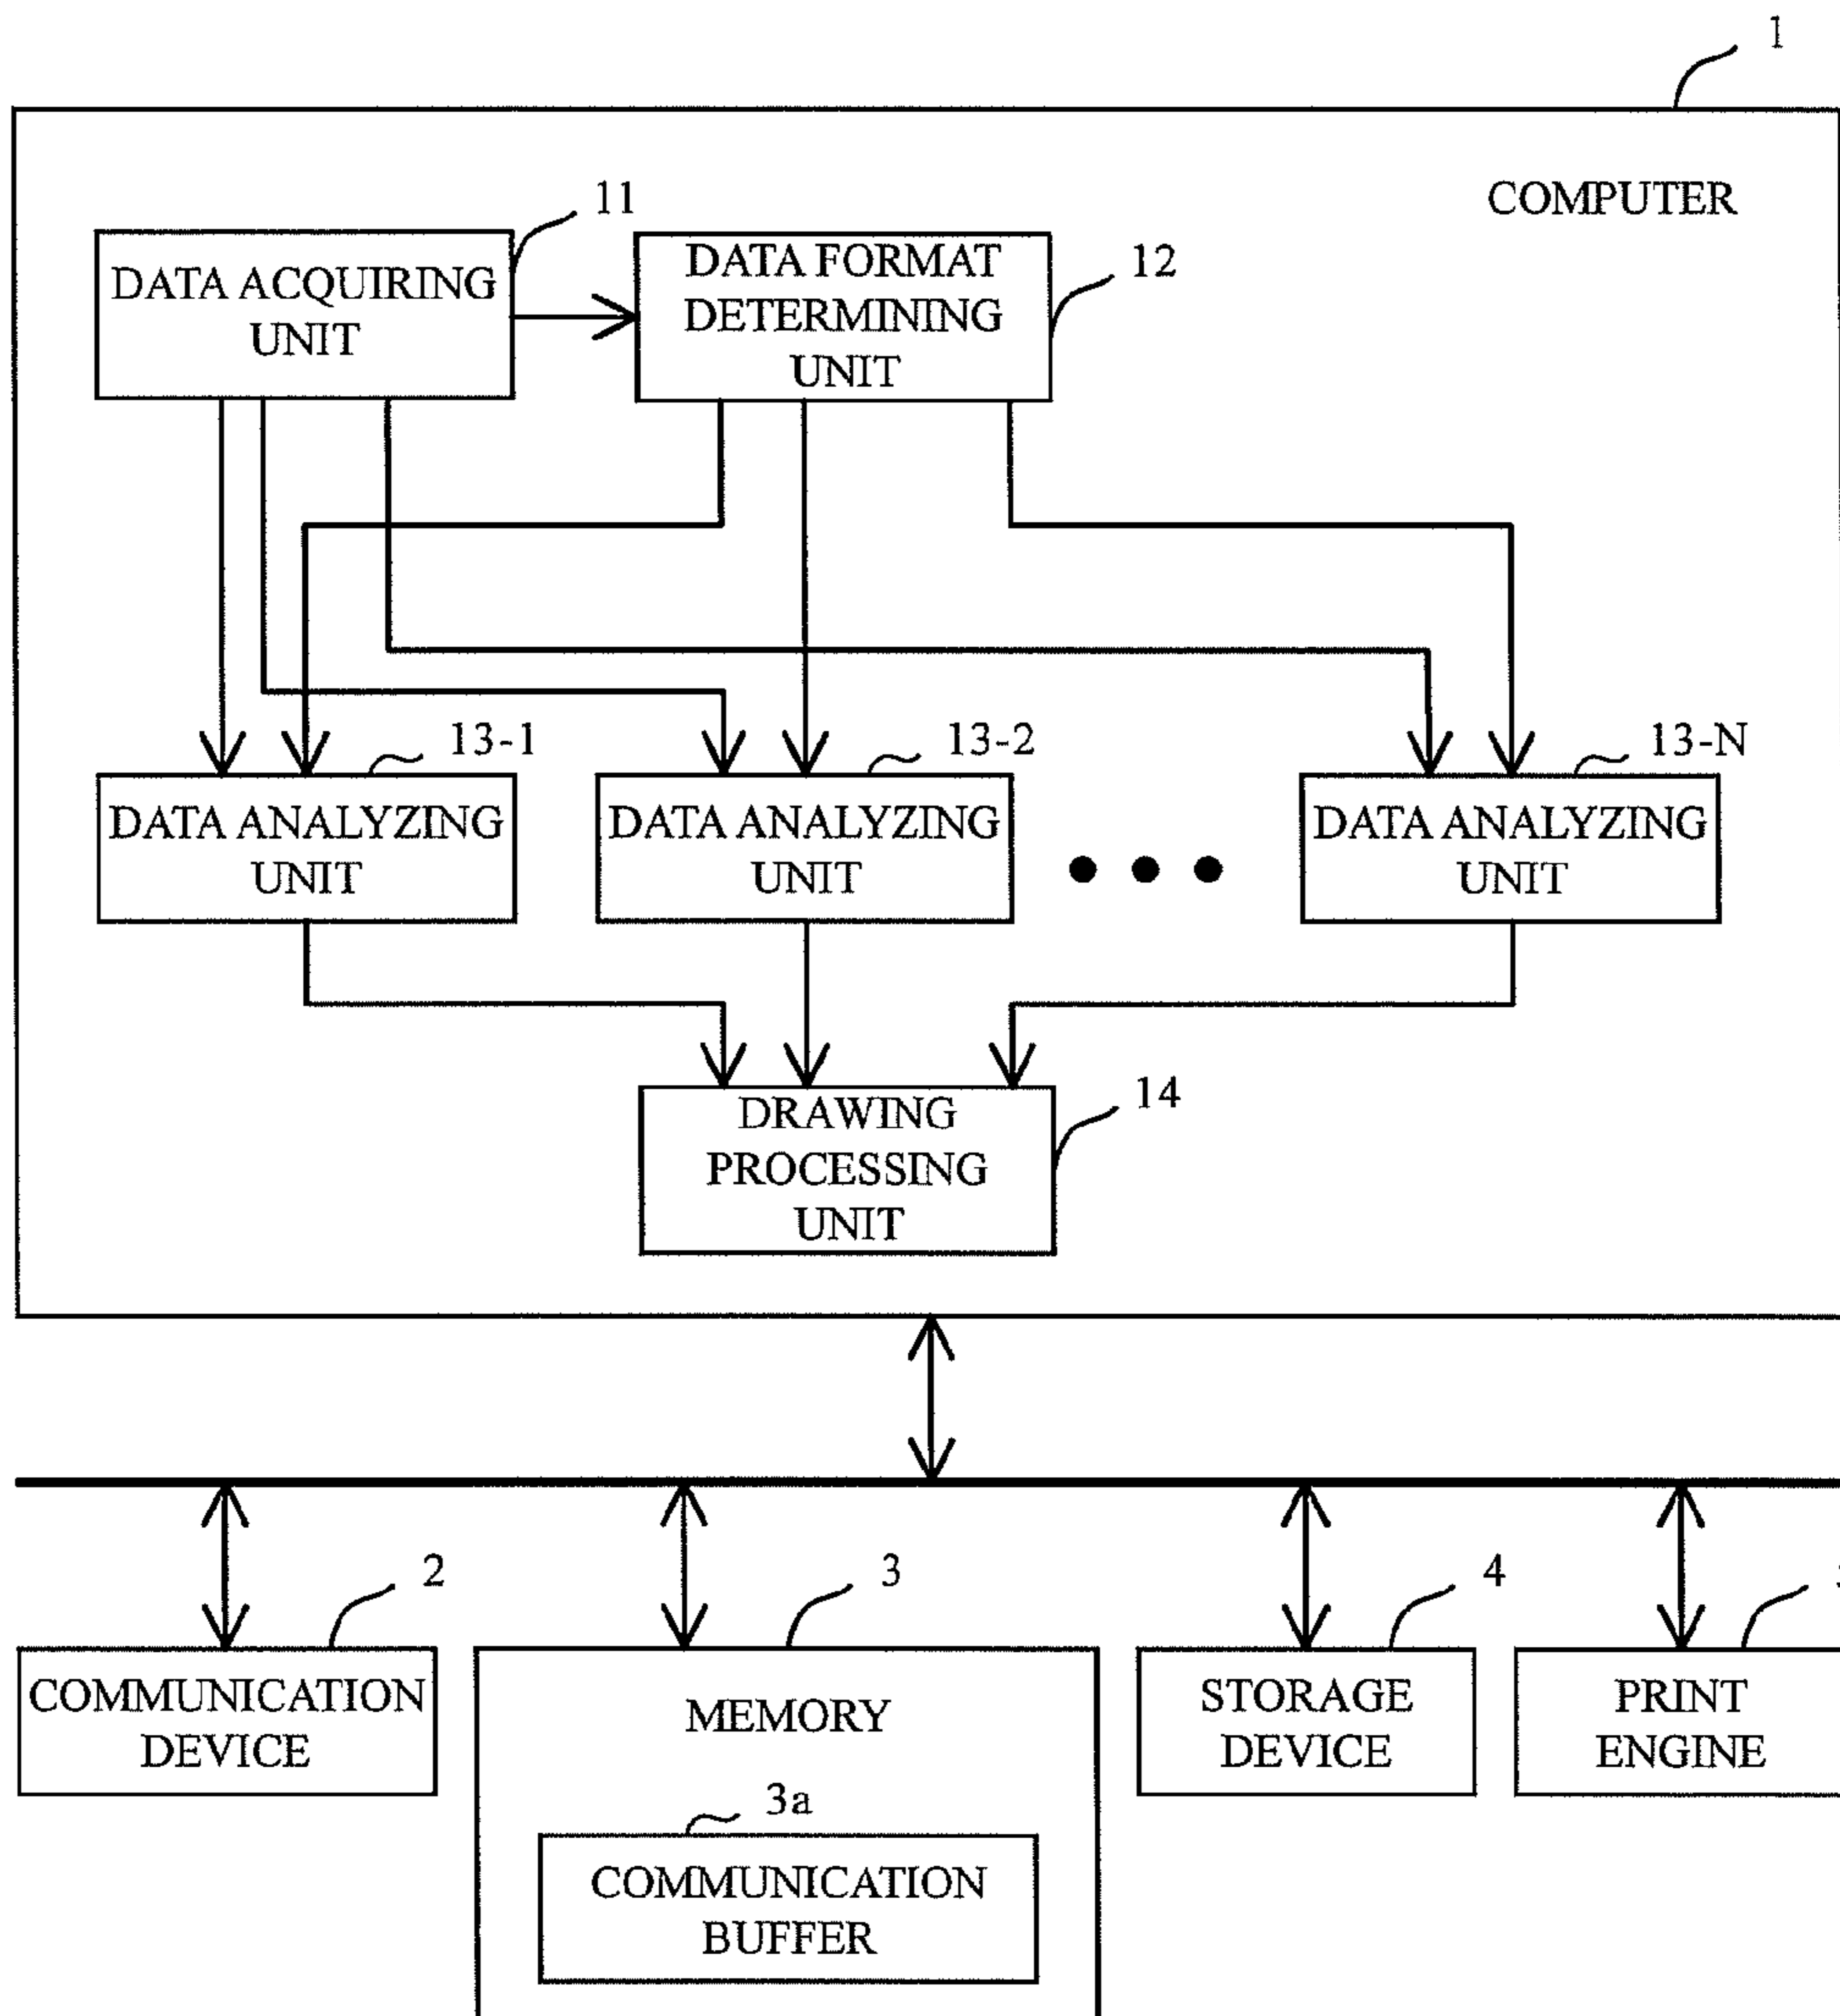 1
COMPUTER
11
DATA ACQUIRING
UNIT
12
DATA FORMAT
DETERMINING
UNIT
13-1
DATA ANALYZING
UNIT
13-2
DATA ANALYZING
UNIT
13-N
DATA ANALYZING
UNIT
14
DRAWING
PROCESSING
UNIT
2
COMMUNICATION
DEVICE
3
MEMORY
3a
COMMUNICATION
BUFFER
4
STORAGE
DEVICE
PRINT
ENGINE